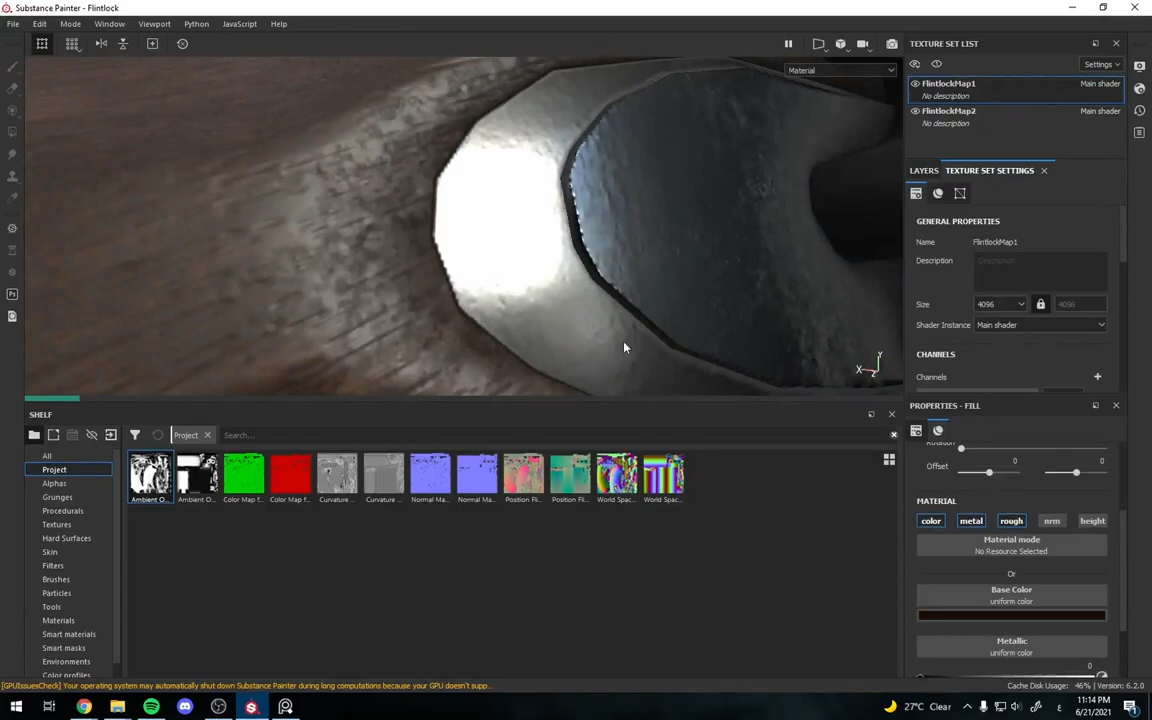 Substance Painter - Flintlock
File Edit Mode Window Viewport Python JavaScript Help
Material
TEXTURE SET LIST
Settings
FlintlockMap1 Main shader
No description
FlintlockMap2 Main shader
No description
LAYERS TEXTURE SET SETTINGS
GENERAL PROPERTIES
Name FlintlockMap1
Description Description
Size 4096 4096
Shader Instance Main shader
CHANNELS
Channels
Y
X
Z
SHELF
Project Search...
All
Project
Alphas
Grunges
Procedurals
Textures
Hard Surfaces
Skin
Filters
Brushes
Particles
Tools
Materials
Smart materials
Smart masks
Environments
Color profiles
Ambient O... Ambient O... Color Map f... Color Map f... Curvature ... Curvature ... Normal Ma... Normal Ma... Position Fli... Position Fli... World Spac... World Spac...
PROPERTIES - FILL
Rotation
Offset 0 0
MATERIAL
color metal rough nrm height
Material mode
No Resource Selected
Or
Base Color
uniform color
Metallic
uniform color
0
[GPUIssuesCheck] Your operating system may automatically shut down Substance Painter during long computations because your GPU doesn't supp...
Cache Disk Usage: 46% | Version: 6.2.0
Ps
27°C Clear
ع
11:14 PM
6/21/2021
1